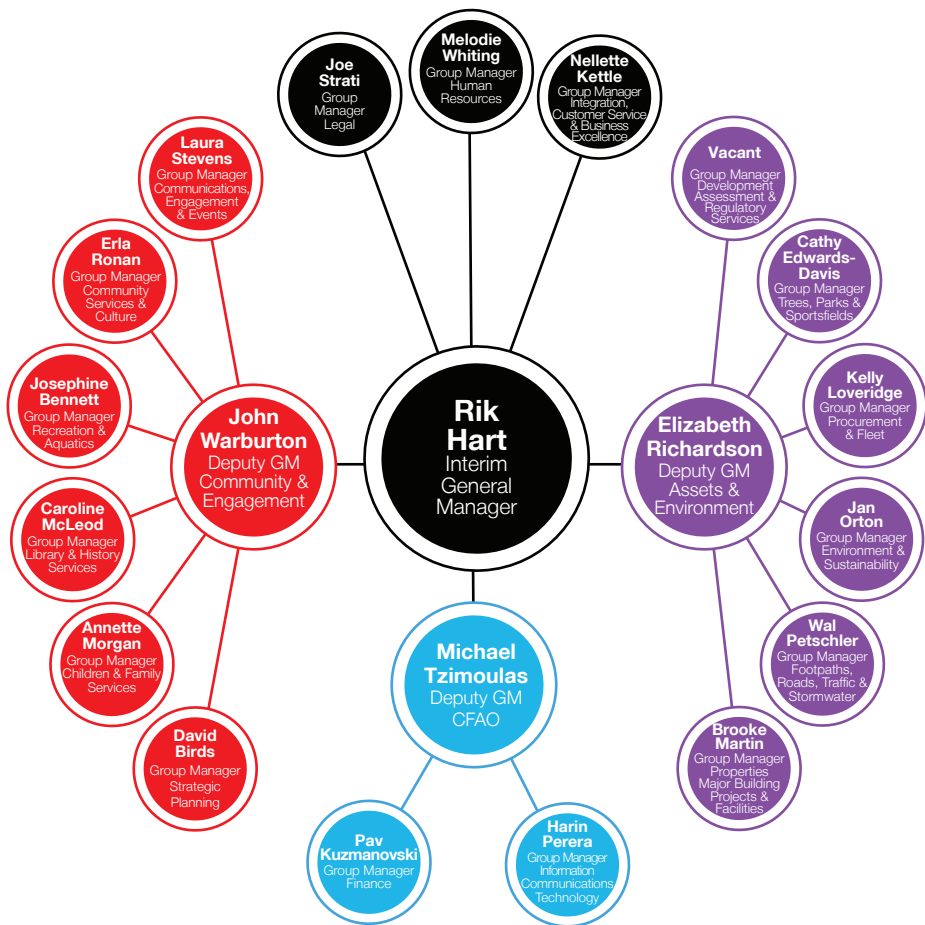 Joe
Strati
Group
Manager
Legal
Melodie
Whiting
Group Manager
Human
Resources
Nellette
Kettle
Group Manager
Integration,
Customer Service
& Business
Excellence
Laura
Stevens
Group Manager
Communications,
Engagement
& Events
Erla
Ronan
Group Manager
Community
Services &
Culture
Josephine
Bennett
Group Manager
Recreation &
Aquatics
Caroline
McLeod
Group Manager
Library & History
Services
Annette
Morgan
Group Manager
Children & Family
Services
David
Birds
Group Manager
Strategic
Planning
John
Warburton
Deputy GM
Community &
Engagement
Rik
Hart
Interim
General
Manager
Elizabeth
Richardson
Deputy GM
Assets &
Environment
Vacant
Group Manager
Development
Assessment &
Regulatory
Services
Cathy
Edwards-
Davis
Group Manager
Trees, Parks &
Sportsfields
Kelly
Loveridge
Group Manager
Procurement
& Fleet
Jan
Orton
Group Manager
Environment &
Sustainability
Wal
Petschler
Group Manager
Footpaths,
Roads, Traffic &
Stormwater
Brooke
Martin
Group Manager
Properties
Major Building
Projects &
Facilities
Michael
Tzimoulas
Deputy GM
CFAO
Pav
Kuzmanovski
Group Manager
Finance
Harin
Perera
Group Manager
Information
Communications
Technology